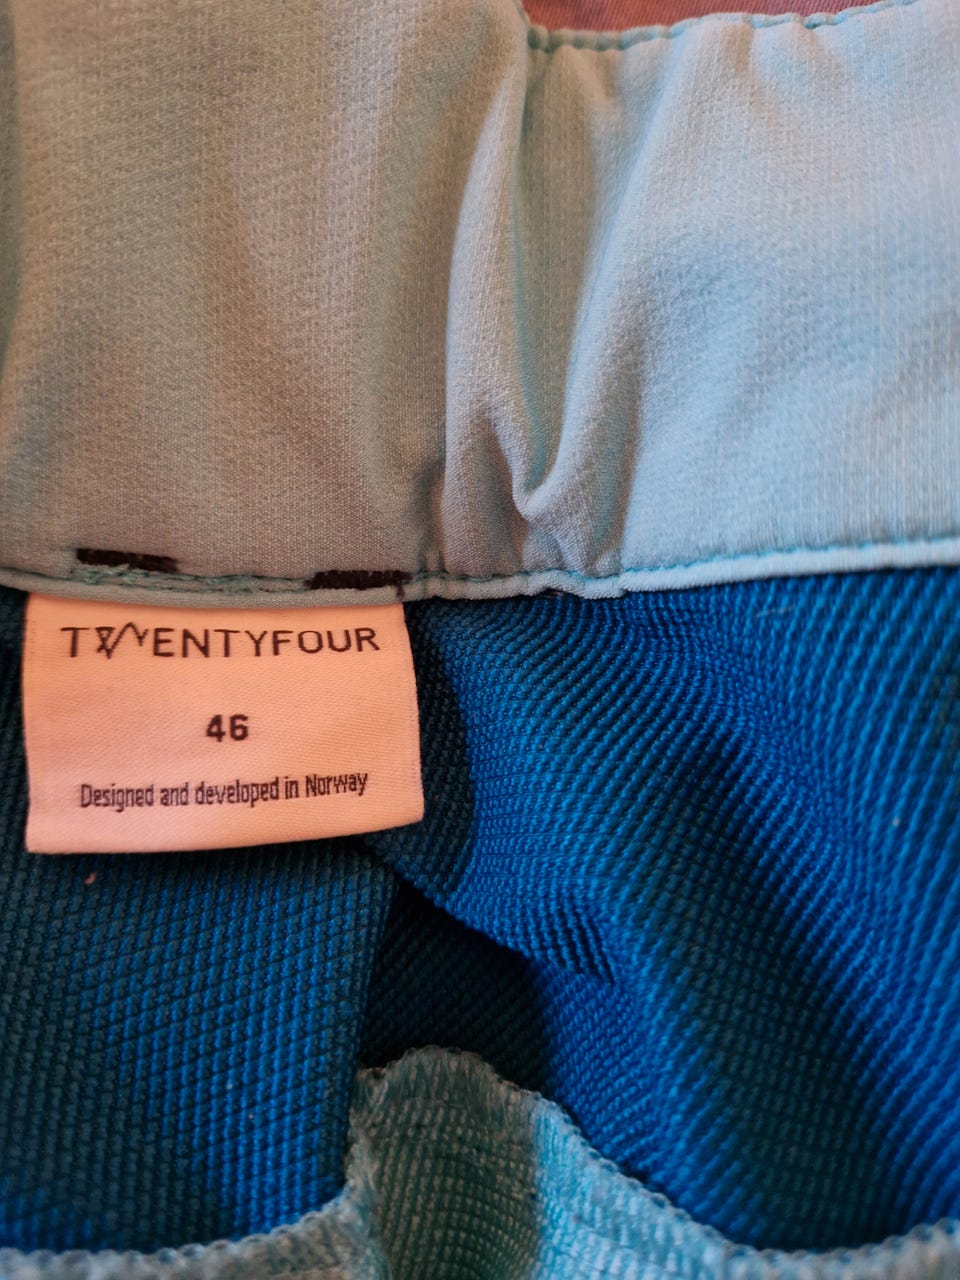 TWENTYFOUR
46
Designed and developed in Norway